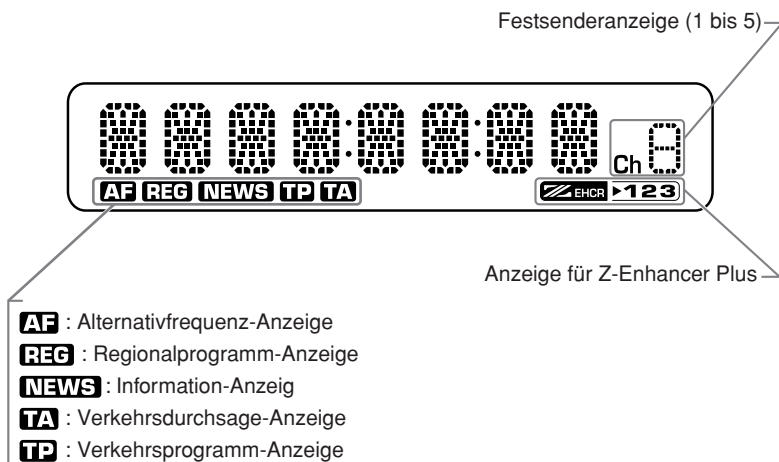 Festsenderanzeige (1 bis 5)
Ch
AF REG NEWS TP TA
EHCR 123
Anzeige für Z-Enhancer Plus
AF : Alternativfrequenz-Anzeige
REG : Regionalprogramm-Anzeige
NEWS : Information-Anzeig
TA : Verkehrsdurchsage-Anzeige
TP : Verkehrsprogramm-Anzeige